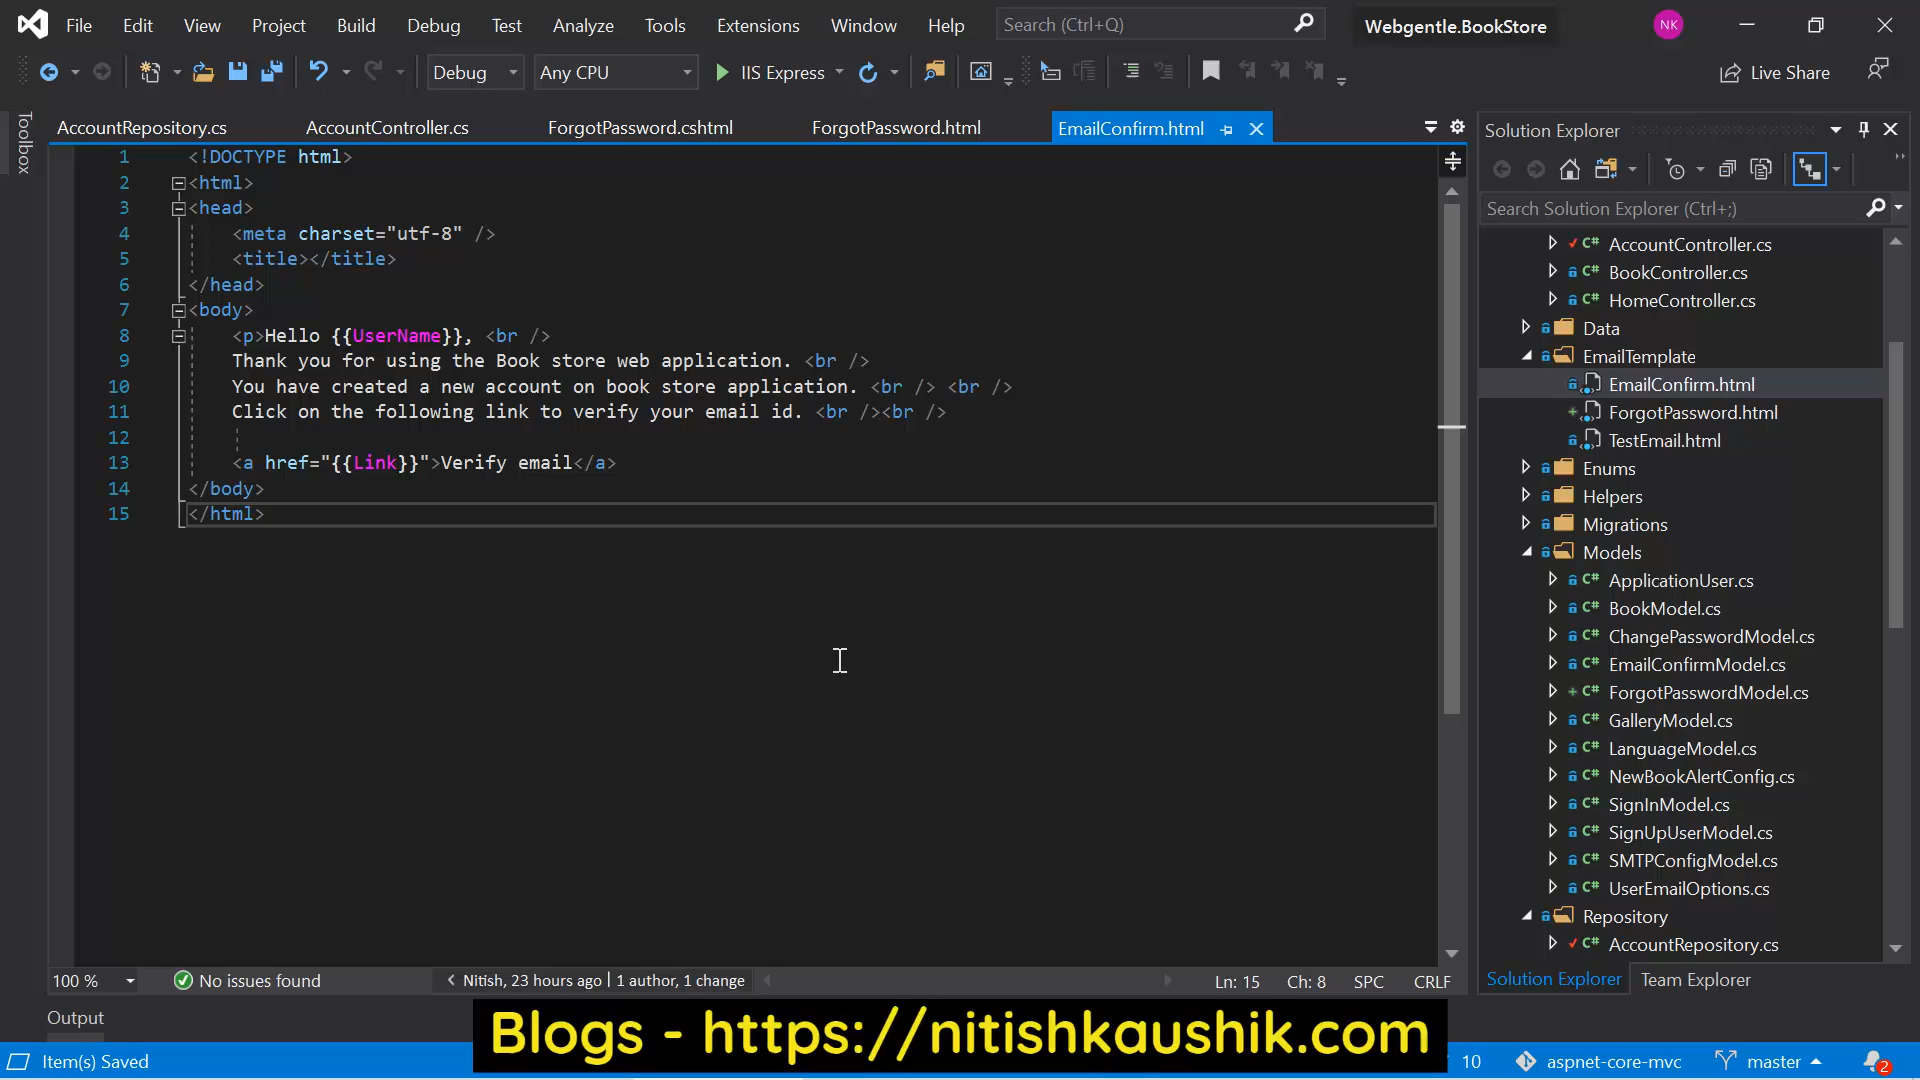 File Edit View Project Build Debug Test Analyze Tools Extensions Window Help Search (Ctrl+Q) Webgentle.BookStore NK
Debug Any CPU IIS Express Live Share
Toolbox
AccountRepository.cs AccountController.cs ForgotPassword.cshtml ForgotPassword.html EmailConfirm.html
1 <!DOCTYPE html>
2 <html>
3 <head>
4 <meta charset="utf-8" />
5 <title></title>
6 </head>
7 <body>
8 <p>Hello {{UserName}}, <br />
9 Thank you for using the Book store web application. <br />
10 You have created a new account on book store application. <br /> <br />
11 Click on the following link to verify your email id. <br /><br />
12
13 <a href="{{Link}}">Verify email</a>
14 </body>
15 </html>
100 % No issues found Nitish, 23 hours ago | 1 author, 1 change Ln: 15 Ch: 8 SPC CRLF
Solution Explorer
Search Solution Explorer (Ctrl+;)
C# AccountController.cs
C# BookController.cs
C# HomeController.cs
Data
EmailTemplate
EmailConfirm.html
ForgotPassword.html
TestEmail.html
Enums
Helpers
Migrations
Models
C# ApplicationUser.cs
C# BookModel.cs
C# ChangePasswordModel.cs
C# EmailConfirmModel.cs
C# ForgotPasswordModel.cs
C# GalleryModel.cs
C# LanguageModel.cs
C# NewBookAlertConfig.cs
C# SignInModel.cs
C# SignUpUserModel.cs
C# SMTPConfigModel.cs
C# UserEmailOptions.cs
Repository
C# AccountRepository.cs
Solution Explorer Team Explorer
Output
Blogs - https://nitishkaushik.com
Item(s) Saved 10 aspnet-core-mvc master 2